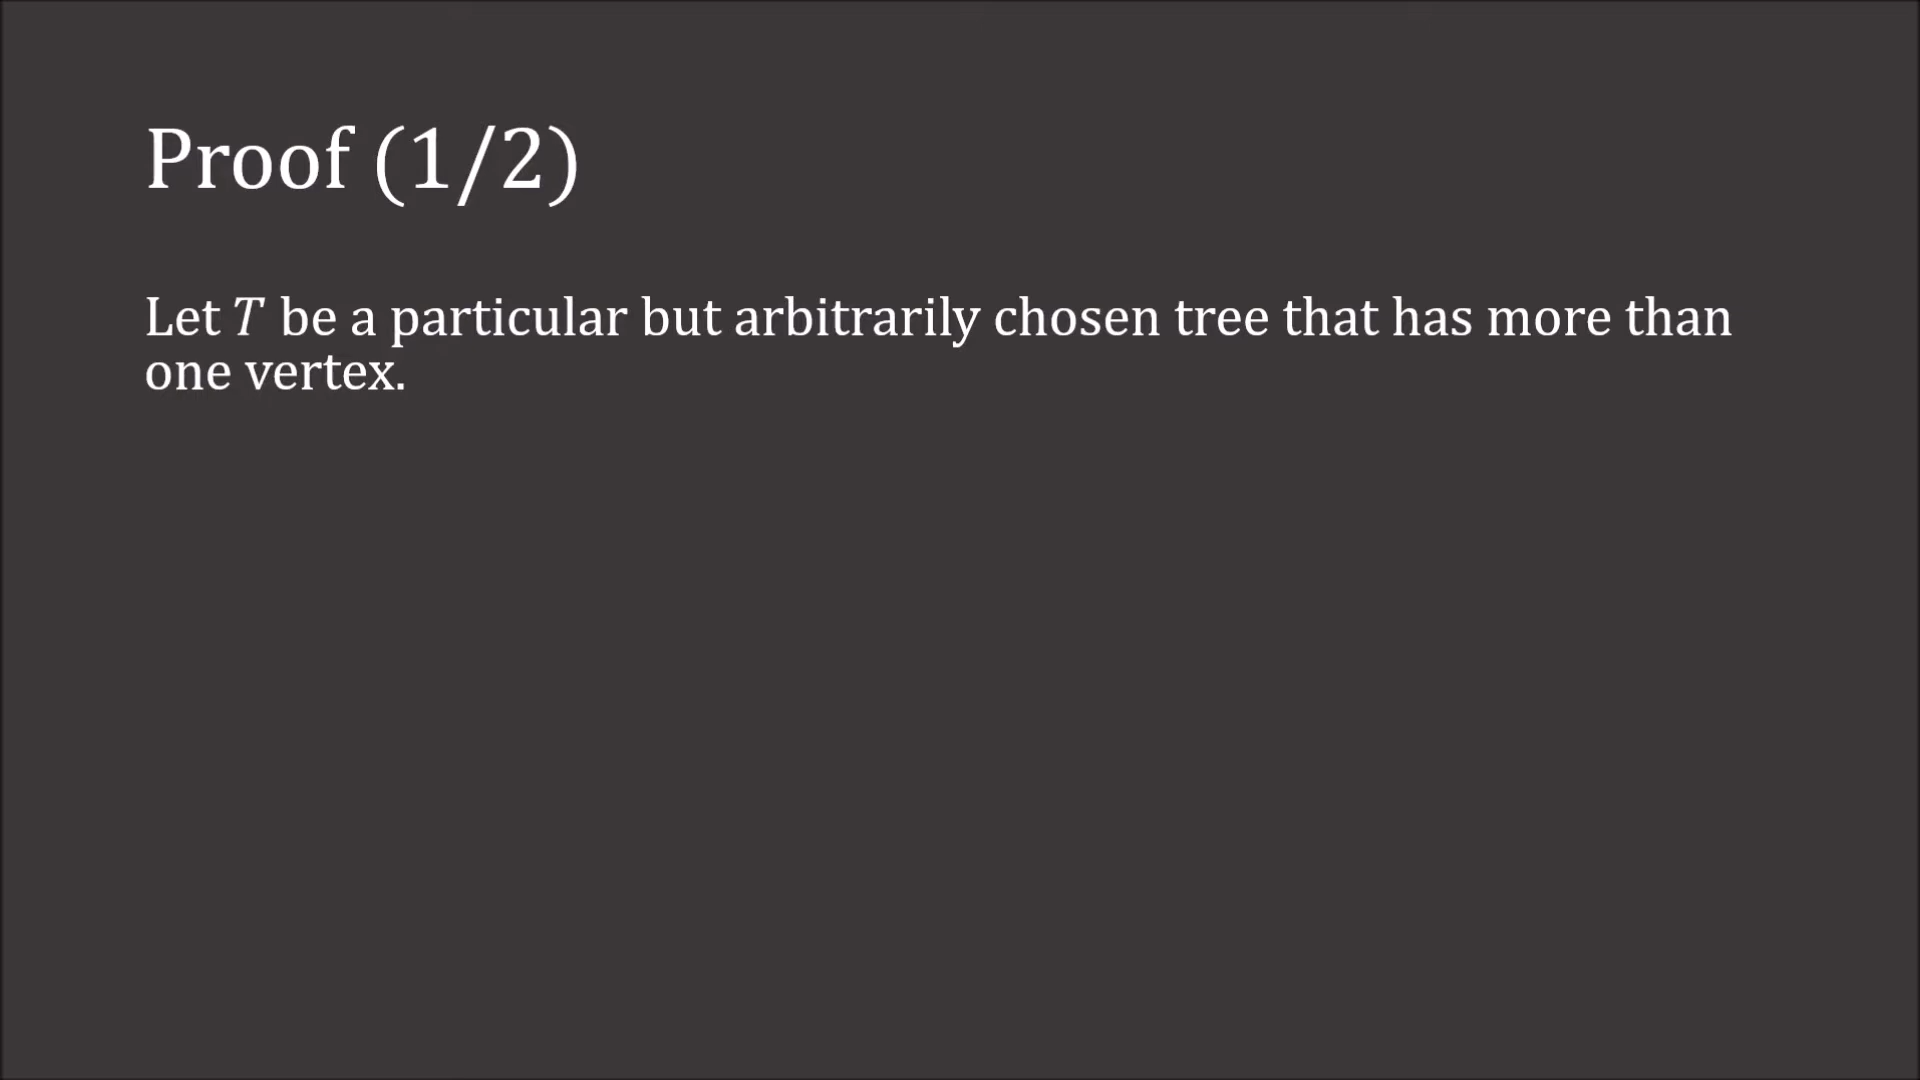 Proof (1/2)
Let T be a particular but arbitrarily chosen tree that has more than
one vertex.